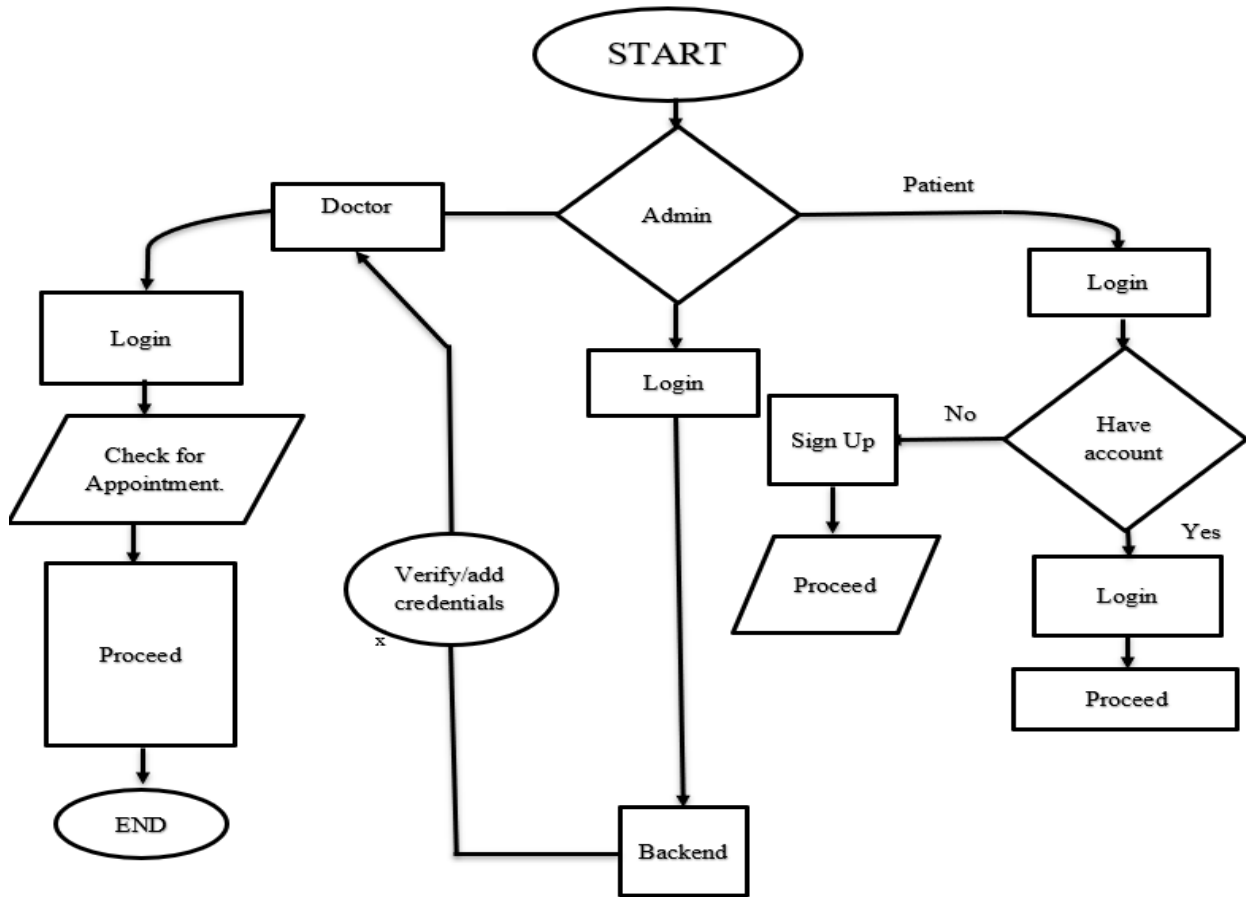 START
Patient
Doctor
Admin
Login
Login
Login
No
Sign Up
Have
account
Check for
Appointment.
Yes
Verify/add
credentials
x
Proceed
Login
Proceed
Proceed
END
Backend